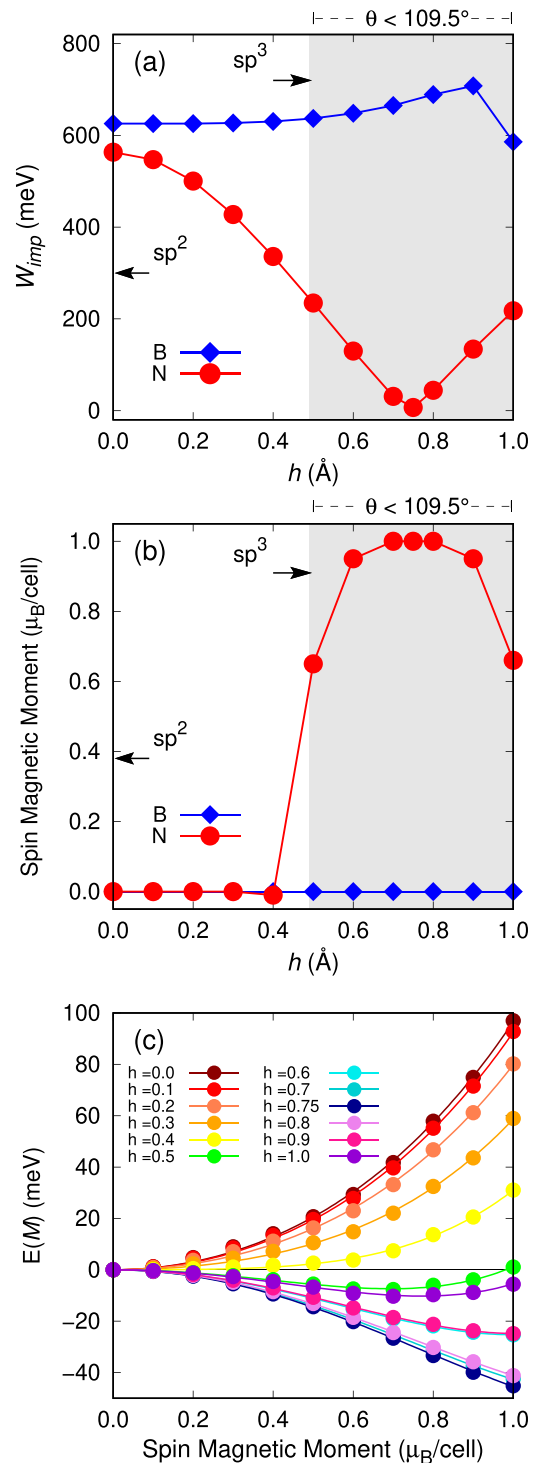 θ < 109.5°
(a)
sp3
800
600
400
200
0
W_imp (meV)
sp2
B
N
0.0 0.2 0.4 0.6 0.8 1.0
h (Å)
θ < 109.5°
(b)
sp3
1.0
0.8
0.6
0.4
0.2
0.0
Spin Magnetic Moment (μB/cell)
sp2
B
N
0.0 0.2 0.4 0.6 0.8 1.0
h (Å)
(c)
100
80
60
40
20
0
−20
−40
E(M) (meV)
h =0.0 h =0.6
h =0.1 h =0.7
h =0.2 h =0.75
h =0.3 h =0.8
h =0.4 h =0.9
h =0.5 h =1.0
0.0 0.2 0.4 0.6 0.8 1.0
Spin Magnetic Moment (μB/cell)